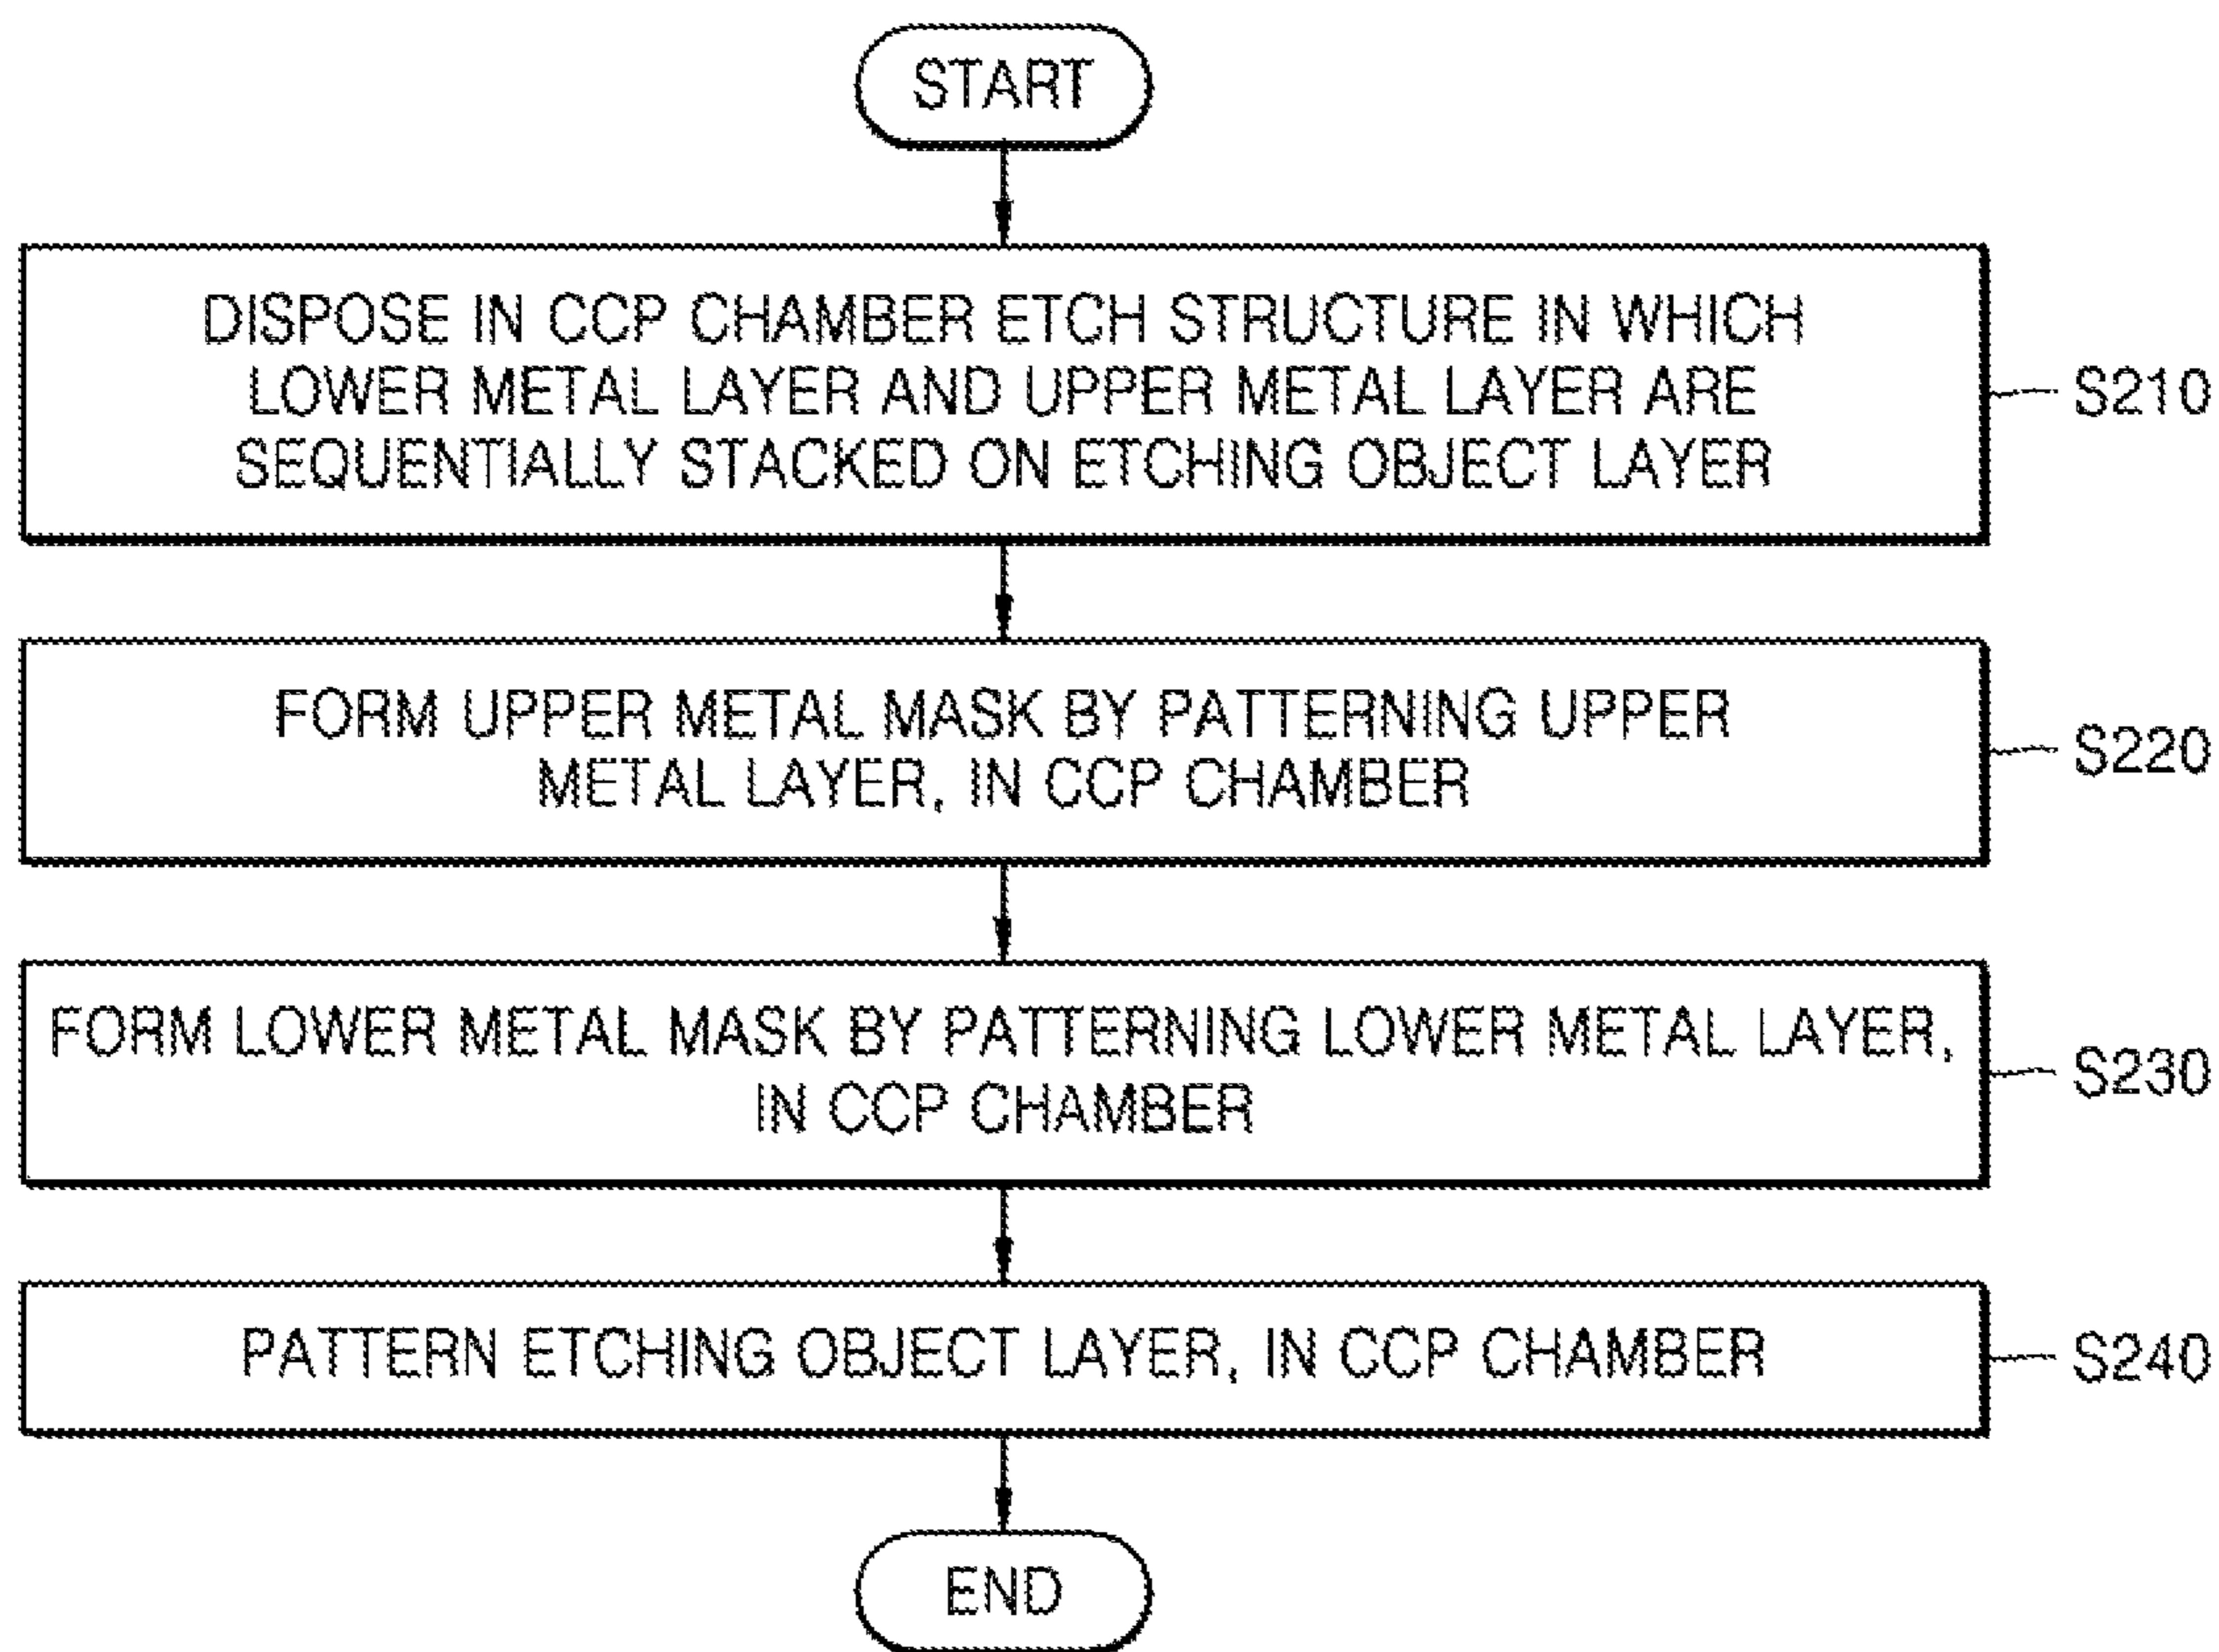 START
DISPOSE IN CCP CHAMBER ETCH STRUCTURE IN WHICH
LOWER METAL LAYER AND UPPER METAL LAYER ARE
SEQUENTIALLY STACKED ON ETCHING OBJECT LAYER
S210
FORM UPPER METAL MASK BY PATTERNING UPPER
METAL LAYER, IN CCP CHAMBER
S220
FORM LOWER METAL MASK BY PATTERNING LOWER METAL LAYER,
IN CCP CHAMBER
S230
PATTERN ETCHING OBJECT LAYER, IN CCP CHAMBER
S240
END